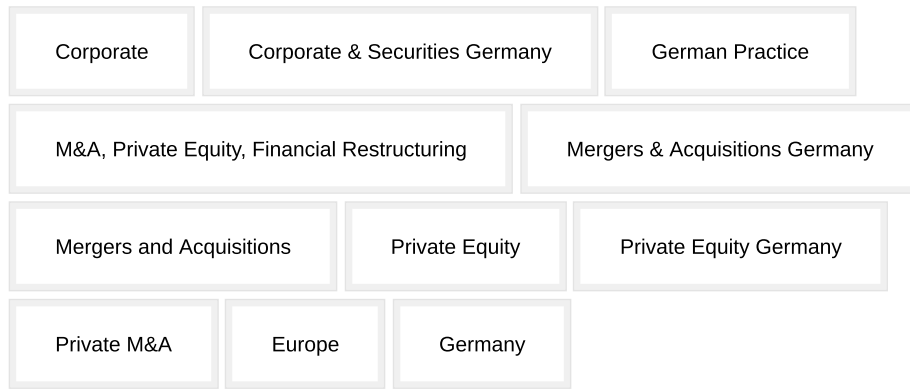 Corporate Corporate & Securities Germany German Practice
M&A, Private Equity, Financial Restructuring Mergers & Acquisitions Germany
Mergers and Acquisitions Private Equity Private Equity Germany
Private M&A Europe Germany